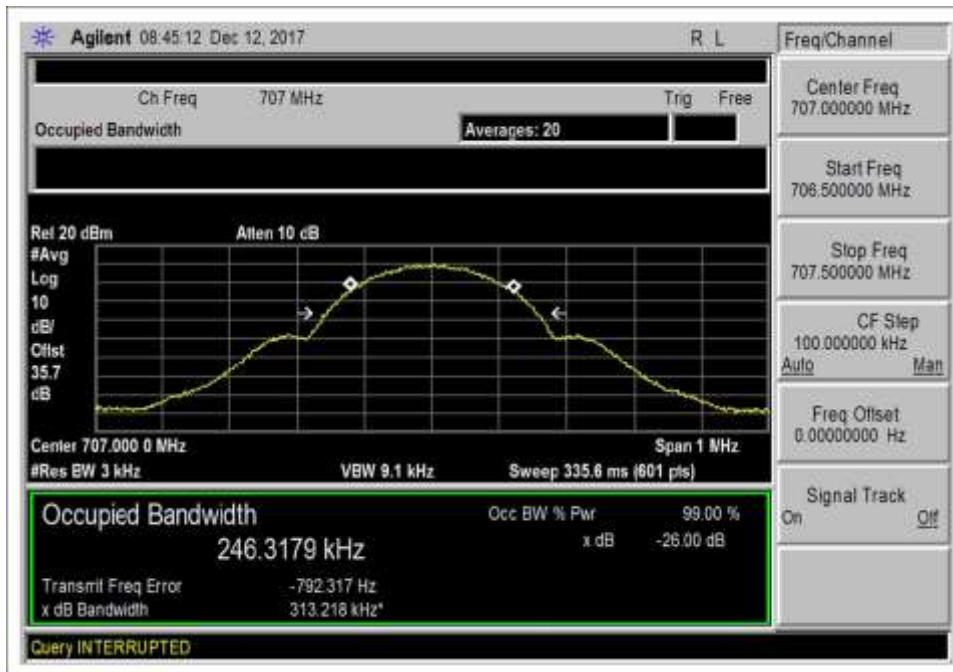 Agilent 08:45:12 Dec 12, 2017 R L
Freq/Channel
Ch Freq 707 MHz Trig Free
Occupied Bandwidth Averages: 20
Center Freq
707.000000 MHz
Start Freq
706.500000 MHz
Stop Freq
707.500000 MHz
CF Step
100.000000 kHz
Auto Man
Freq Offset
0.00000000 Hz
Signal Track
On Off
Ref 20 dBm Atten 10 dB
#Avg
Log
10
dB/
Offst
35.7
dB
Center 707.000 0 MHz Span 1 MHz
#Res BW 3 kHz VBW 9.1 kHz Sweep 335.6 ms (601 pts)
Occupied Bandwidth Occ BW % Pwr 99.00 %
246.3179 kHz x dB -26.00 dB
Transmit Freq Error -792.317 Hz
x dB Bandwidth 313.218 kHz*
Query INTERRUPTED